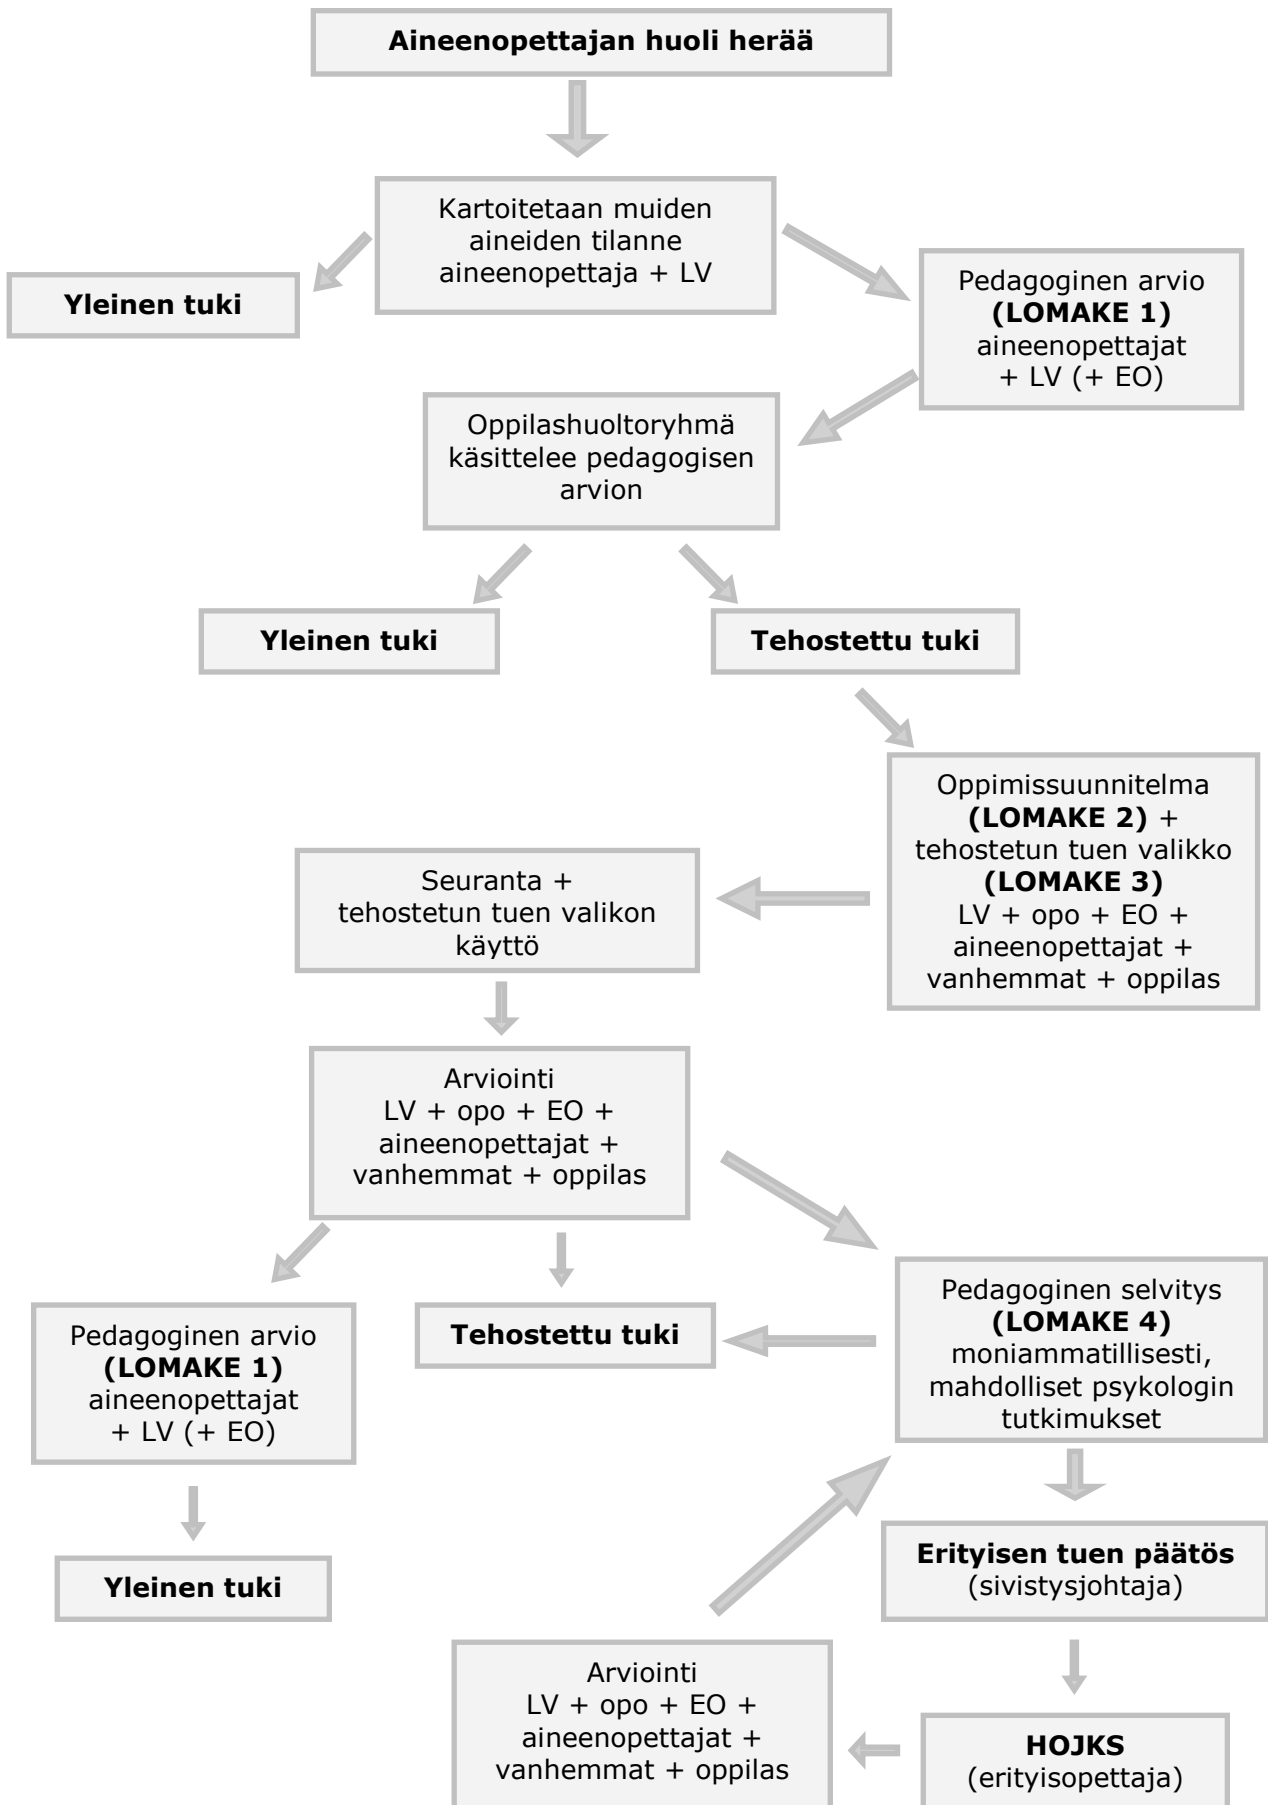 Aineenopettajan huoli herää
Kartoitetaan muiden
aineiden tilanne
aineenopettaja + LV
Yleinen tuki
Pedagoginen arvio
(LOMAKE 1)
aineenopettajat
+ LV (+ EO)
Oppilashuoltoryhmä
käsittelee pedagogisen
arvion
Yleinen tuki
Tehostettu tuki
Oppimissuunnitelma
(LOMAKE 2) +
tehostetun tuen valikko
(LOMAKE 3)
LV + opo + EO +
aineenopettajat +
vanhemmat + oppilas
Seuranta +
tehostetun tuen valikon
käyttö
Arviointi
LV + opo + EO +
aineenopettajat +
vanhemmat + oppilas
Pedagoginen arvio
(LOMAKE 1)
aineenopettajat
+ LV (+ EO)
Tehostettu tuki
Pedagoginen selvitys
(LOMAKE 4)
moniammatillisesti,
mahdolliset psykologin
tutkimukset
Yleinen tuki
Erityisen tuen päätös
(sivistysjohtaja)
Arviointi
LV + opo + EO +
aineenopettajat +
vanhemmat + oppilas
HOJKS
(erityisopettaja)